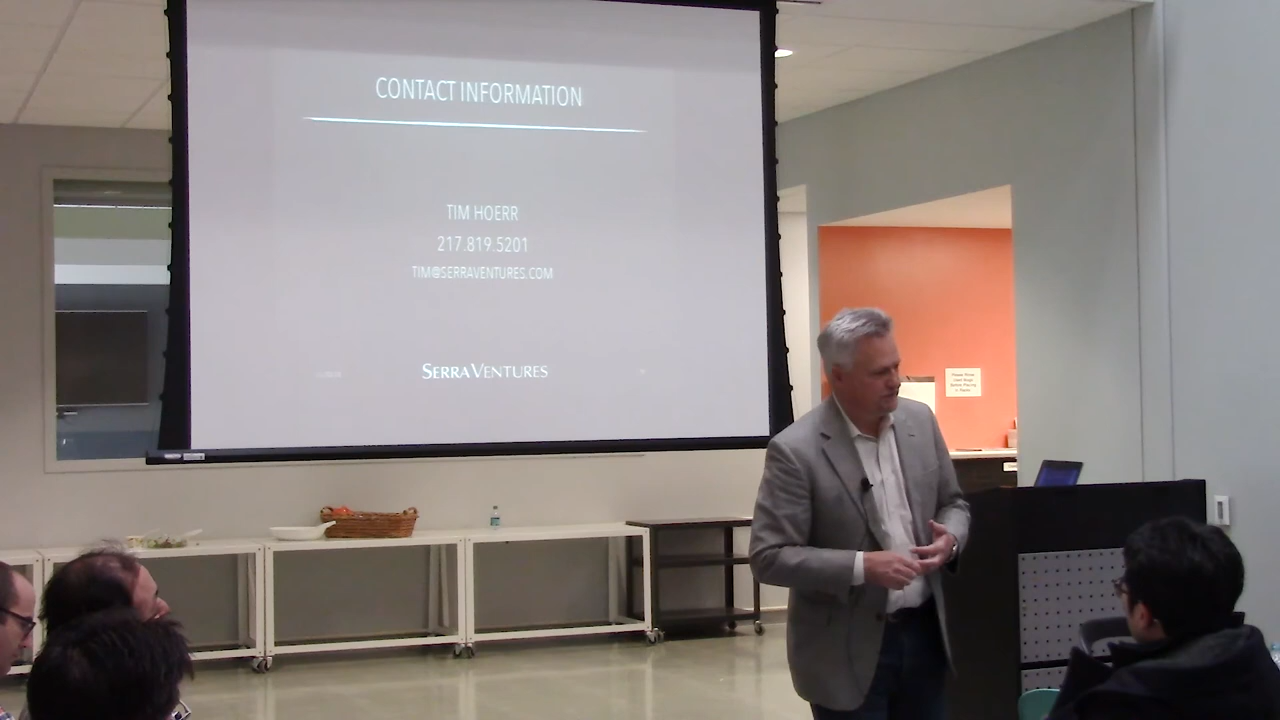 CONTACT INFORMATION
TIM HOERR
217.819.5201
TIM@SERRAVENTURES.COM
SERRA VENTURES